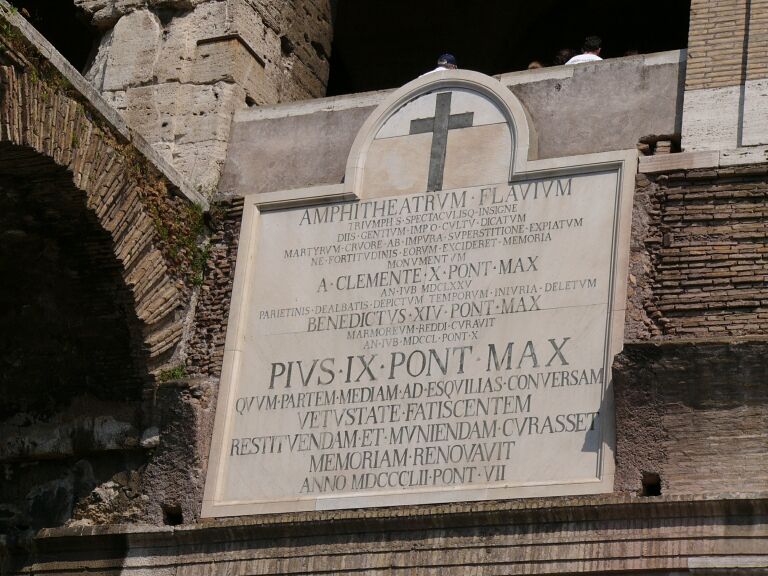 AMPHITHEATRVM · FLAVIVM
TRIVMPHIS · SPECTACVLISQ · INSIGNE
DIIS · GENTIVM · IMPIO · CVLTV · DICATVM
MARTYRVM · CRVORE · AB · IMPVRA · SVPERSTITIONE · EXPIATVM
NE · FORTITVDINIS · EORVM · EXCIDERET · MEMORIA
MONVMENTVM
A · CLEMENTE · X · PONT · MAX
AN · IVB · MDCLXXV
PARIETINIS · DEALBATIS · DEPICTVM · TEMPORVM · INIVRIA · DELETVM
BENEDICTVS · XIV · PONT · MAX
MARMOREVM · REDDI · CVRAVIT
AN · IVB · MDCCL · PONT · X
PIVS · IX · PONT · MAX
QVVM · PARTEM · MEDIAM · AD · ESQVILIAS · CONVERSAM
VETVSTATE · FATISCENTEM
RESTITVENDAM · ET · MVNIENDAM · CVRASSET
MEMORIAM · RENOVAVIT
ANNO MDCCCLII · PONT · VII